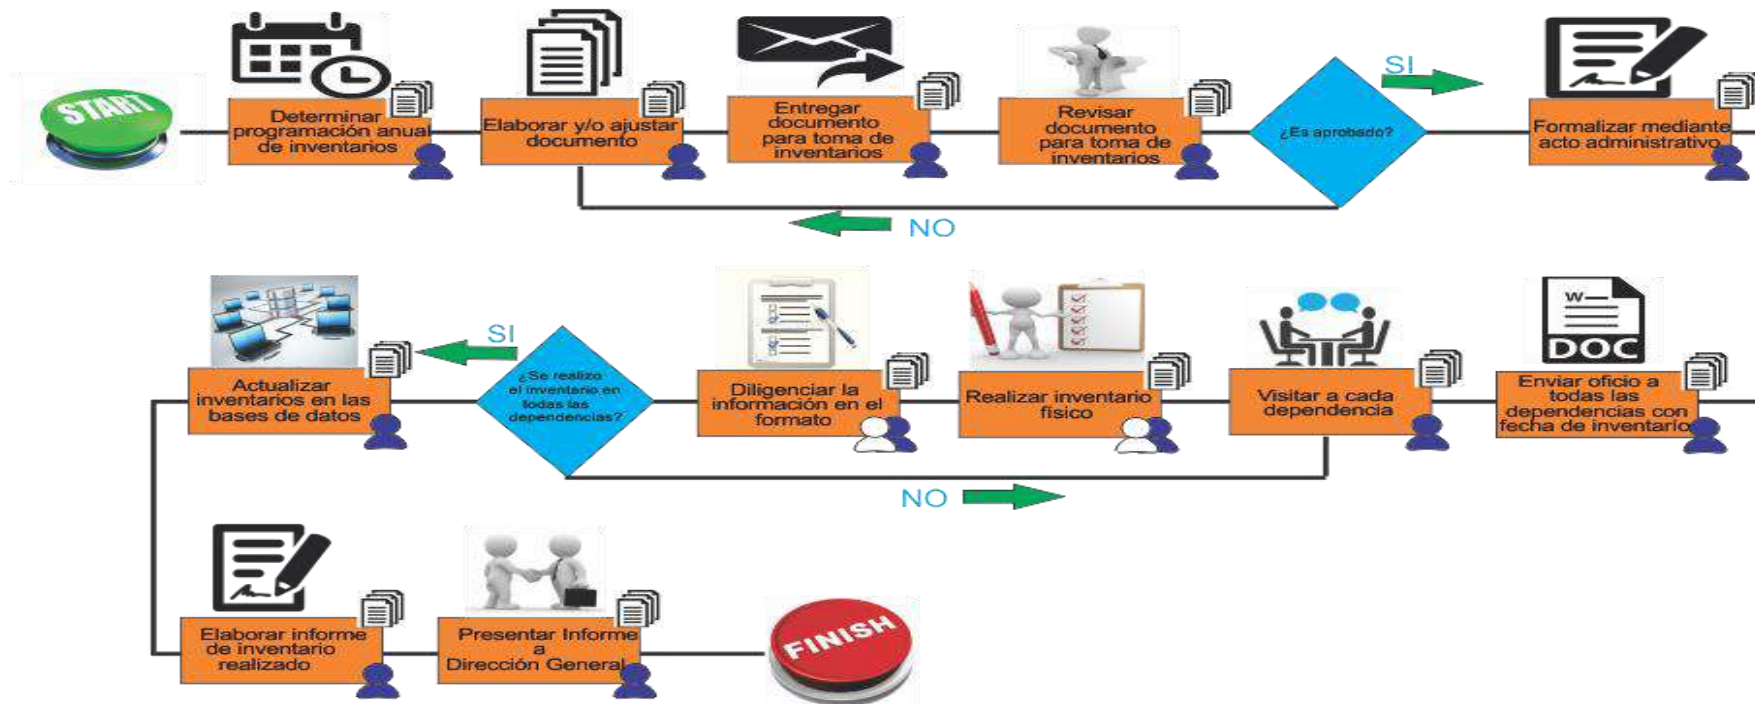 START
Determinar
programación anual
de inventarios
Elaborar y/o ajustar
documento
Entregar
documento
para toma de
inventarios
Revisar
documento
para toma de
inventarios
¿Es aprobado?
SI
Formalizar mediante
acto administrativo
NO
Actualizar
inventarios en las
bases de datos
SI
¿Se realizo
el inventario en
todas las
dependencias?
Diligenciar la
información en el
formato
Realizar inventario
físico
Visitar a cada
dependencia
W
DOC
Enviar oficio a
todas las
dependencias con
fecha de inventario
NO
Elaborar informe
de inventario
realizado
Presentar Informe
a
Dirección General
FINISH